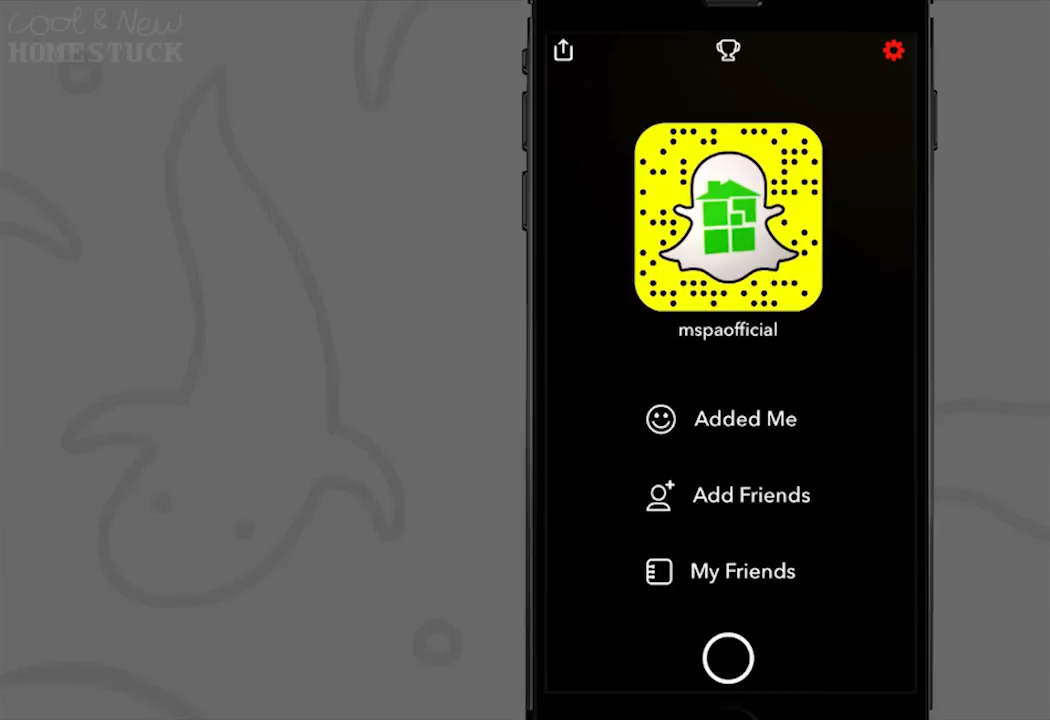 cool & New
HOMESTUCK
mspaofficial
Added Me
Add Friends
My Friends